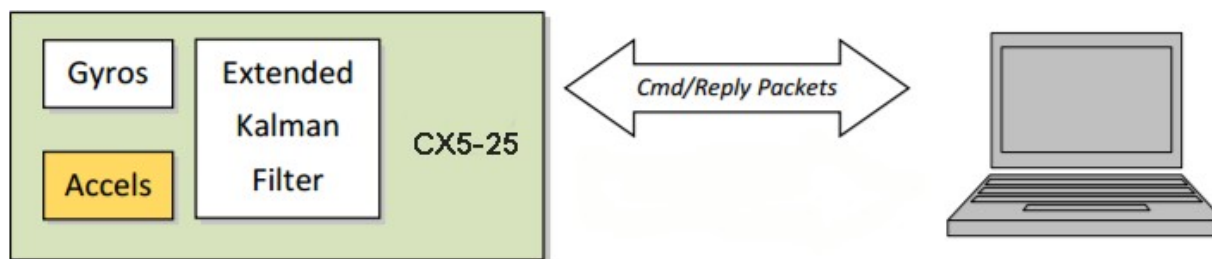 Gyros
Accels
Extended
Kalman
Filter
CX5-25
Cmd/Reply Packets